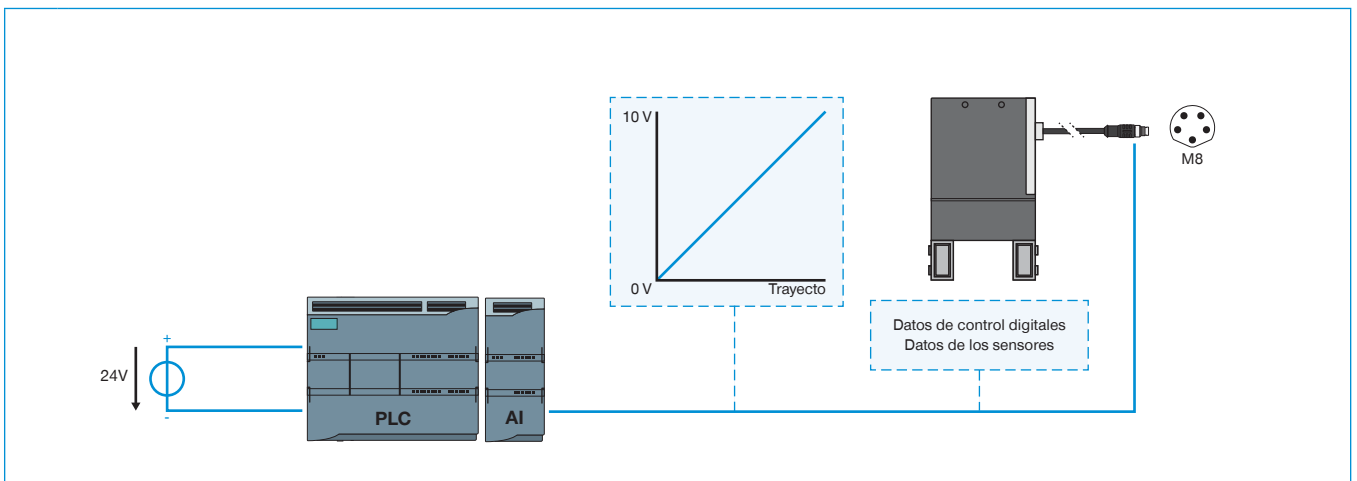 10 V
0 V
Trayecto
M8
Datos de control digitales
Datos de los sensores
24V
+
-
PLC
AI